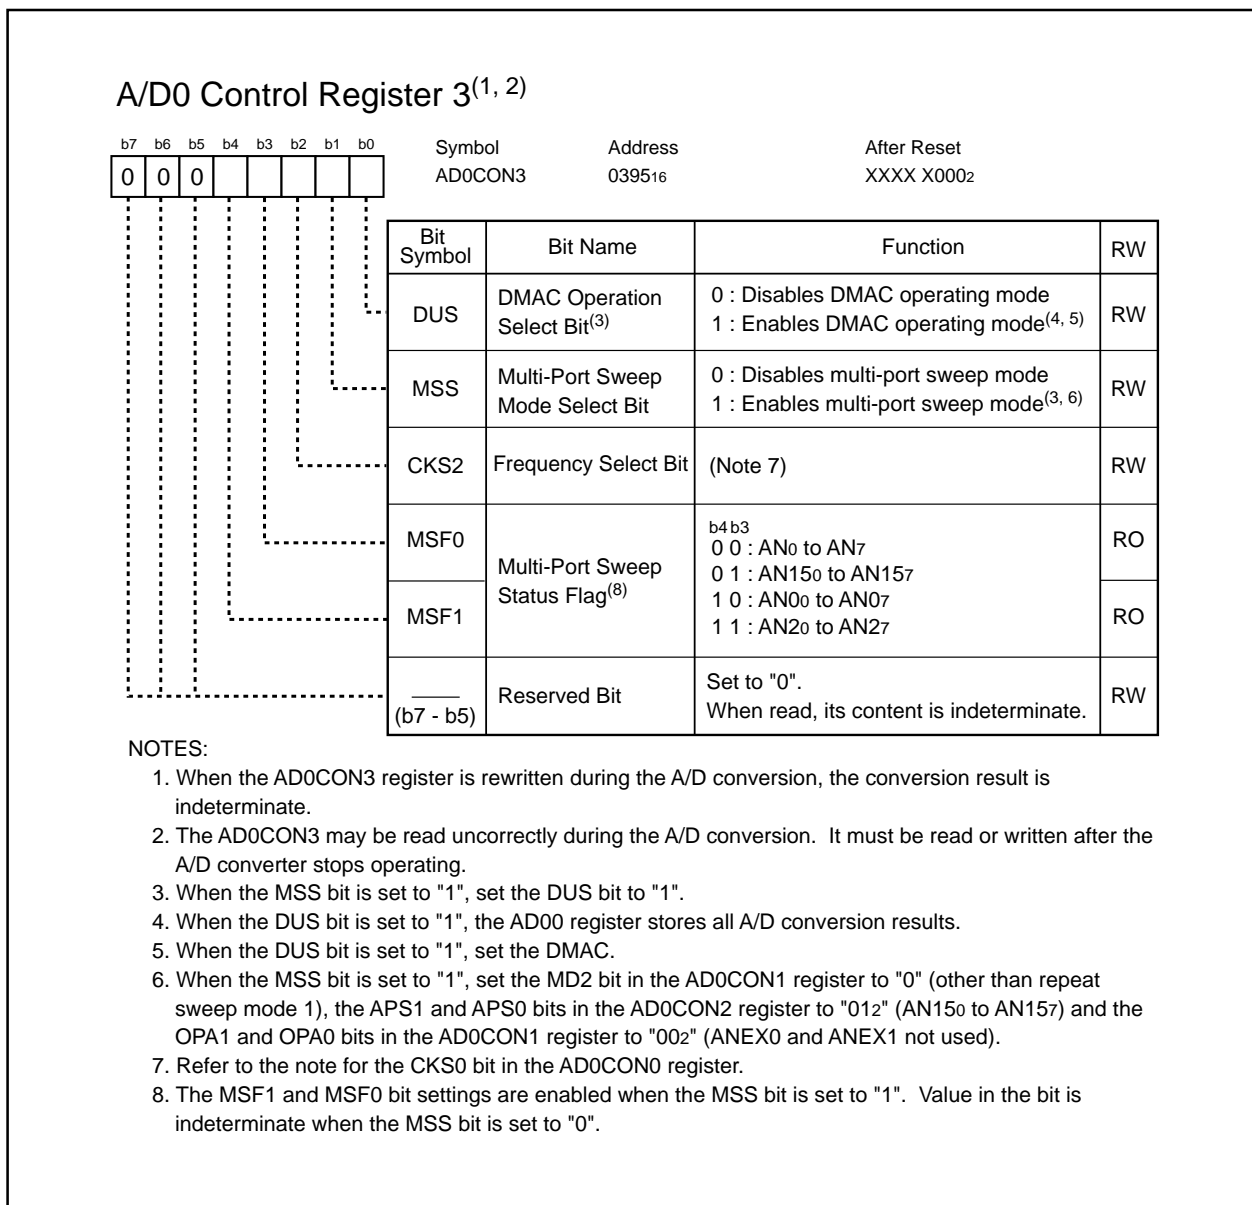 A/D0 Control Register 3(1, 2)
b7 b6 b5 b4 b3 b2 b1 b0
Symbol Address After Reset
0 0 0
AD0CON3 039516 XXXX X0002
Bit Symbol Bit Name Function RW
DUS DMAC Operation Select Bit(3) 0 : Disables DMAC operating mode
1 : Enables DMAC operating mode(4, 5) RW
MSS Multi-Port Sweep Mode Select Bit 0 : Disables multi-port sweep mode
1 : Enables multi-port sweep mode(3, 6) RW
CKS2 Frequency Select Bit (Note 7) RW
MSF0 Multi-Port Sweep Status Flag(8) b4 b3
0 0 : AN0 to AN7 RO
0 1 : AN150 to AN157
MSF1 1 0 : AN00 to AN07 RO
1 1 : AN20 to AN27
(b7 - b5) Reserved Bit Set to "0".
When read, its content is indeterminate. RW
NOTES:
1. When the AD0CON3 register is rewritten during the A/D conversion, the conversion result is
indeterminate.
2. The AD0CON3 may be read uncorrectly during the A/D conversion. It must be read or written after the
A/D converter stops operating.
3. When the MSS bit is set to "1", set the DUS bit to "1".
4. When the DUS bit is set to "1", the AD00 register stores all A/D conversion results.
5. When the DUS bit is set to "1", set the DMAC.
6. When the MSS bit is set to "1", set the MD2 bit in the AD0CON1 register to "0" (other than repeat
sweep mode 1), the APS1 and APS0 bits in the AD0CON2 register to "012" (AN150 to AN157) and the
OPA1 and OPA0 bits in the AD0CON1 register to "002" (ANEX0 and ANEX1 not used).
7. Refer to the note for the CKS0 bit in the AD0CON0 register.
8. The MSF1 and MSF0 bit settings are enabled when the MSS bit is set to "1". Value in the bit is
indeterminate when the MSS bit is set to "0".